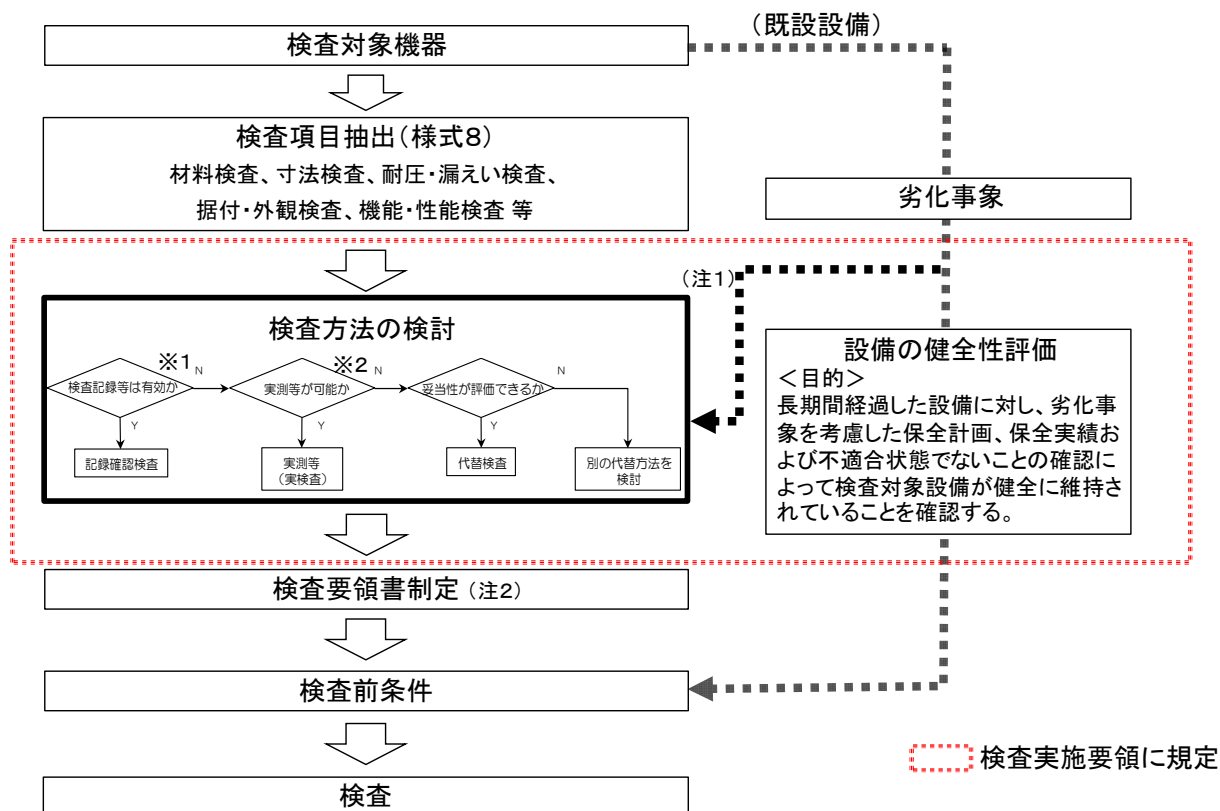 (既設設備)
検査対象機器
検査項目抽出(様式8)
材料検査、寸法検査、耐圧・漏えい検査、
据付・外観検査、機能・性能検査 等
劣化事象
(注1)
検査方法の検討
※1
検査記録等は有効か
N
Y
記録確認検査
※2
実測等が可能か
N
Y
実測等
(実検査)
妥当性が評価できるか
N
Y
代替検査
別の代替方法を
検討
設備の健全性評価
<目的>
長期間経過した設備に対し、劣化事
象を考慮した保全計画、保全実績お
よび不適合状態でないことの確認に
よって検査対象設備が健全に維持さ
れていることを確認する。
検査要領書制定(注2)
検査前条件
検査
検査実施要領に規定